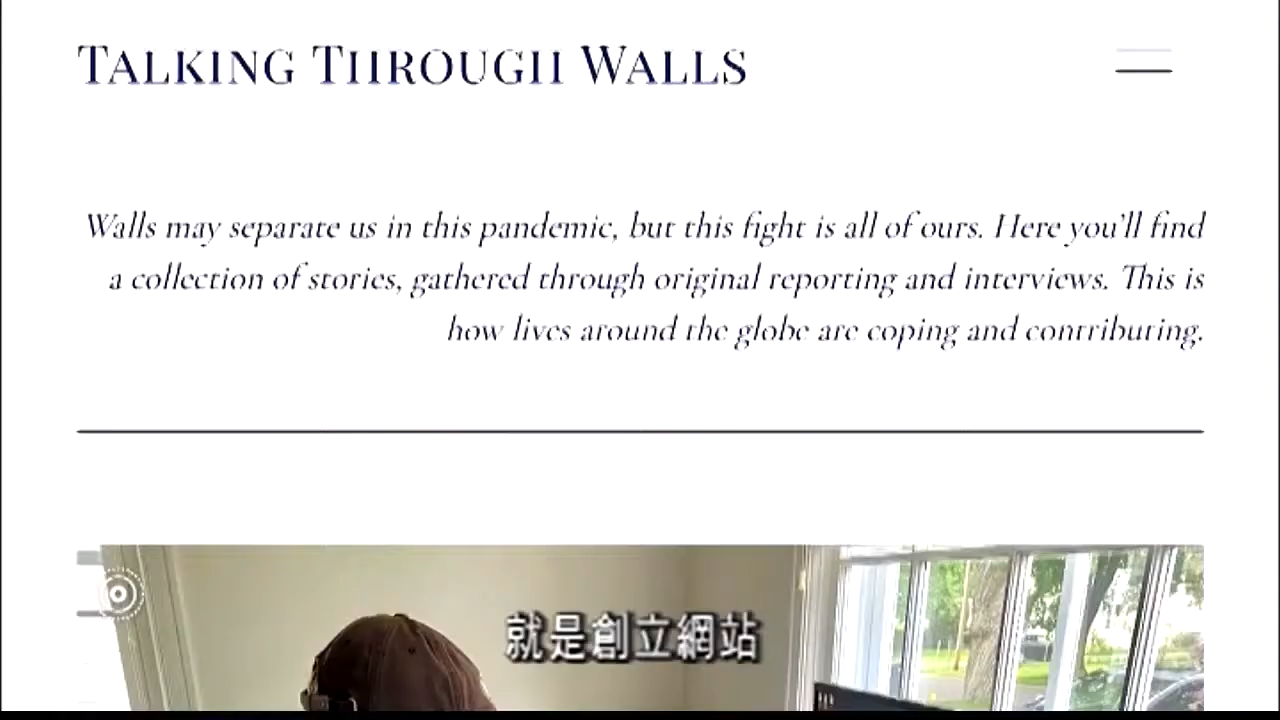 TALKING THROUGH WALLS
Walls may separate us in this pandemic, but this fight is all of ours. Here you'll find
a collection of stories, gathered through original reporting and interviews. This is
how lives around the globe are coping and contributing.
就是創立網站